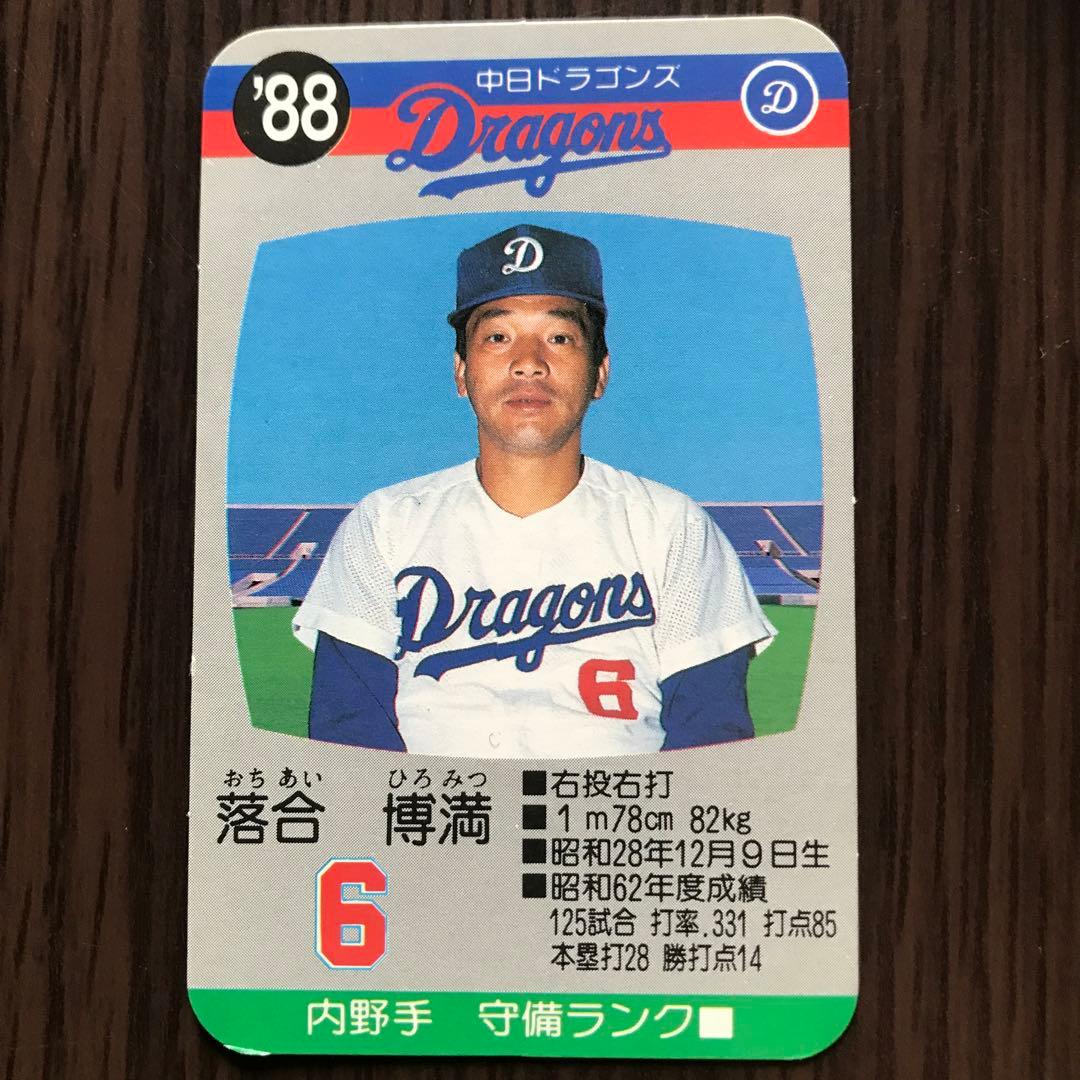 '88
中日ドラゴンズ
Dragons
D
D
Dragons
6
おち あい ひろ みつ
落合 博満
6
■右投右打
■1m78cm 82kg
■昭和28年12月9日生
■昭和62年度成績
125試合 打率.331 打点85
本塁打28 勝打点14
内野手 守備ランク■